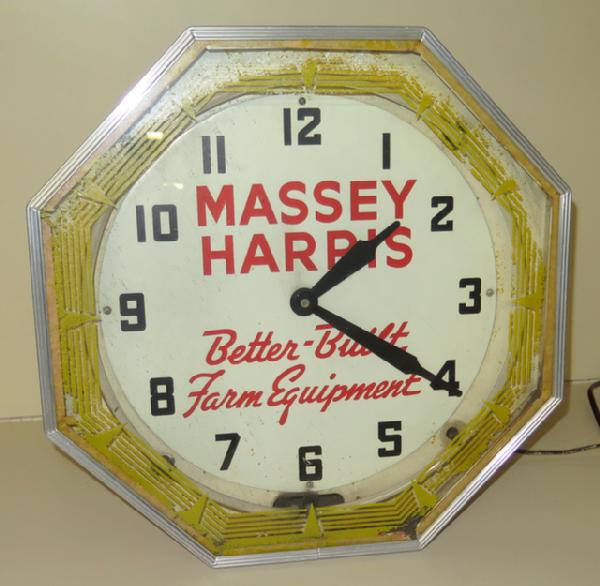 12
11 1
MASSEY
10 2
HARRIS
9 3
Better-Built
8 Farm Equipment 4
7 5
6